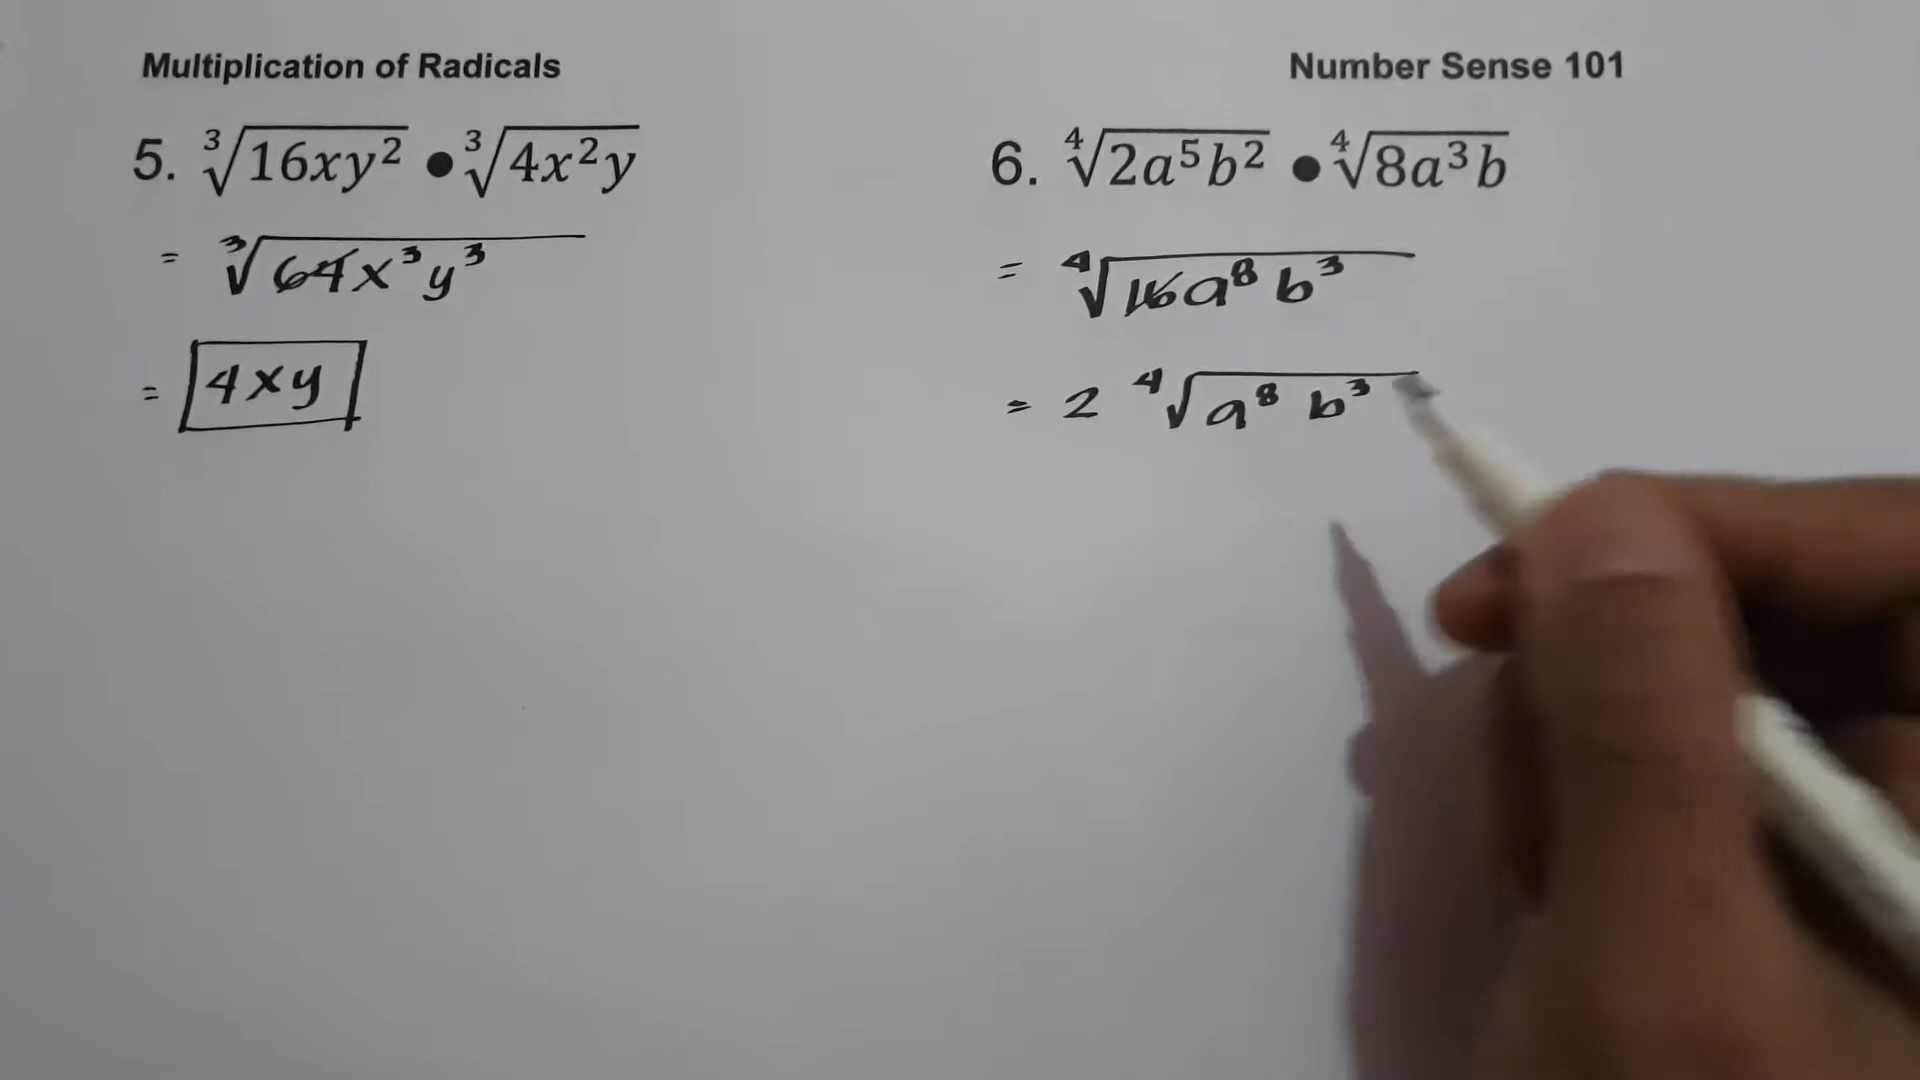 Multiplication of Radicals
Number Sense 101
5. ∛(16xy²) • ∛(4x²y)
= ∛(64x³y³)
= 4xy
6. ∜(2a⁵b²) • ∜(8a³b)
= ∜(16a⁸b³)
= 2 ∜(a⁸b³)